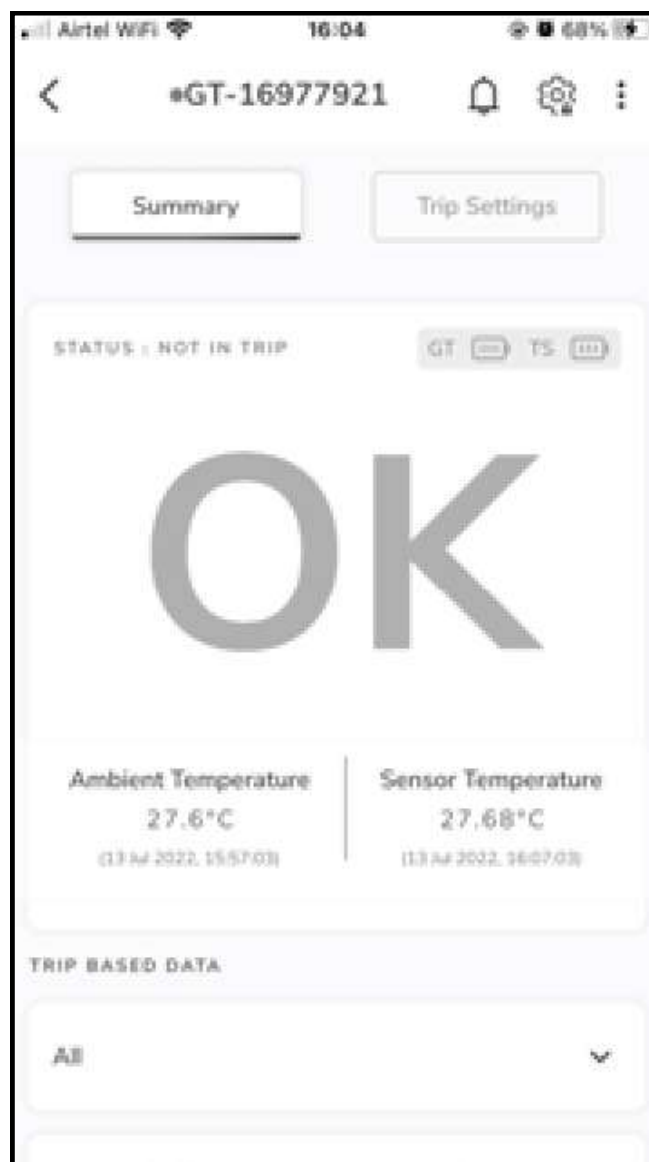 Airtel WiFi 16:04 68%
GT-16977921
Summary Trip Settings
STATUS : NOT IN TRIP GT TS
OK
Ambient Temperature Sensor Temperature
27.6°C 27.68°C
(13 Jul 2022, 15:57:03) (13 Jul 2022, 16:07:03)
TRIP BASED DATA
All